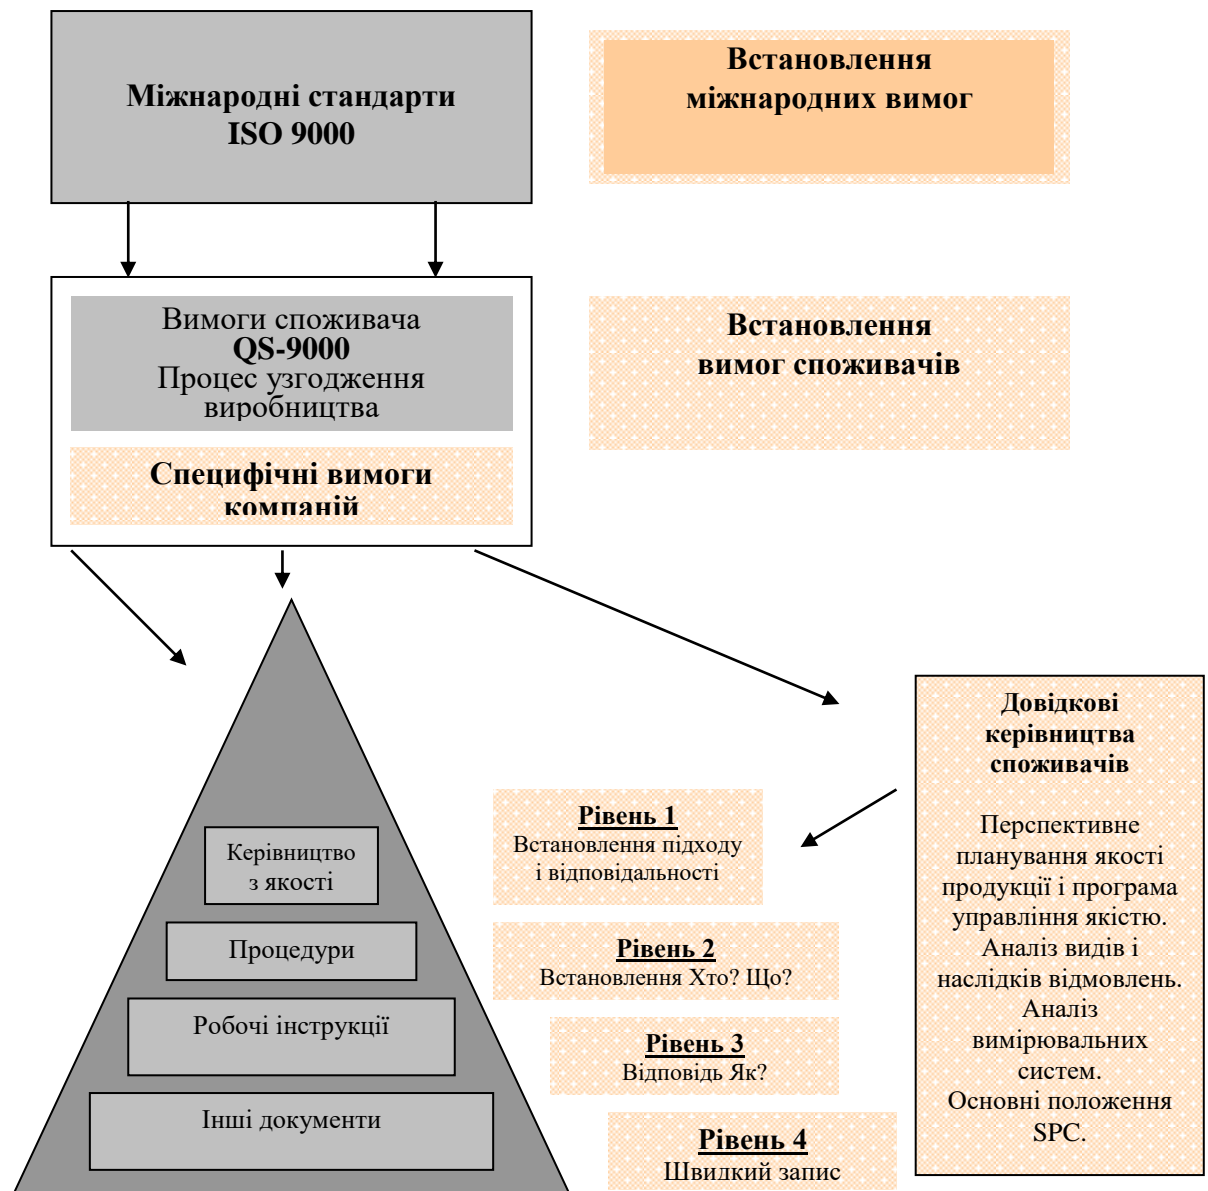 Міжнародні стандарти
ISO 9000
Встановлення
міжнародних вимог
Вимоги споживача
QS-9000
Процес узгодження
виробництва
Специфічні вимоги
компаній
Встановлення
вимог споживачів
Керівництво
з якості
Процедури
Робочі інструкції
Інші документи
Рівень 1
Встановлення підходу
і відповідальності
Рівень 2
Встановлення Хто? Що?
Рівень 3
Відповідь Як?
Рівень 4
Швидкий запис
Довідкові
керівництва
споживачів
Перспективне
планування якості
продукції і програма
управління якістю.
Аналіз видів і
наслідків відмовлень.
Аналіз
вимірювальних
систем.
Основні положення
SPC.